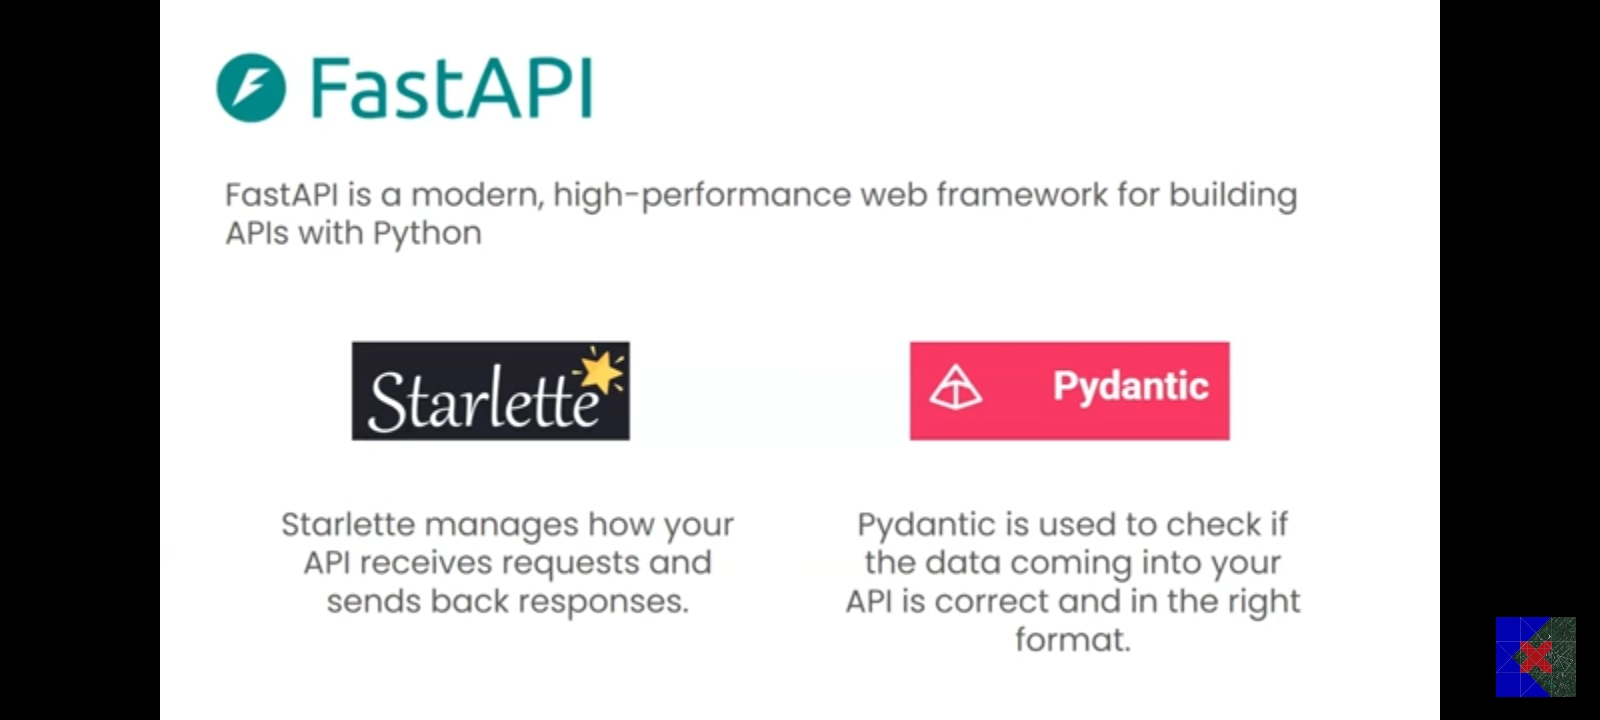 FastAPI
FastAPI is a modern, high-performance web framework for building
APIs with Python
Starlette
Pydantic
Starlette manages how your
API receives requests and
sends back responses.
Pydantic is used to check if
the data coming into your
API is correct and in the right
format.